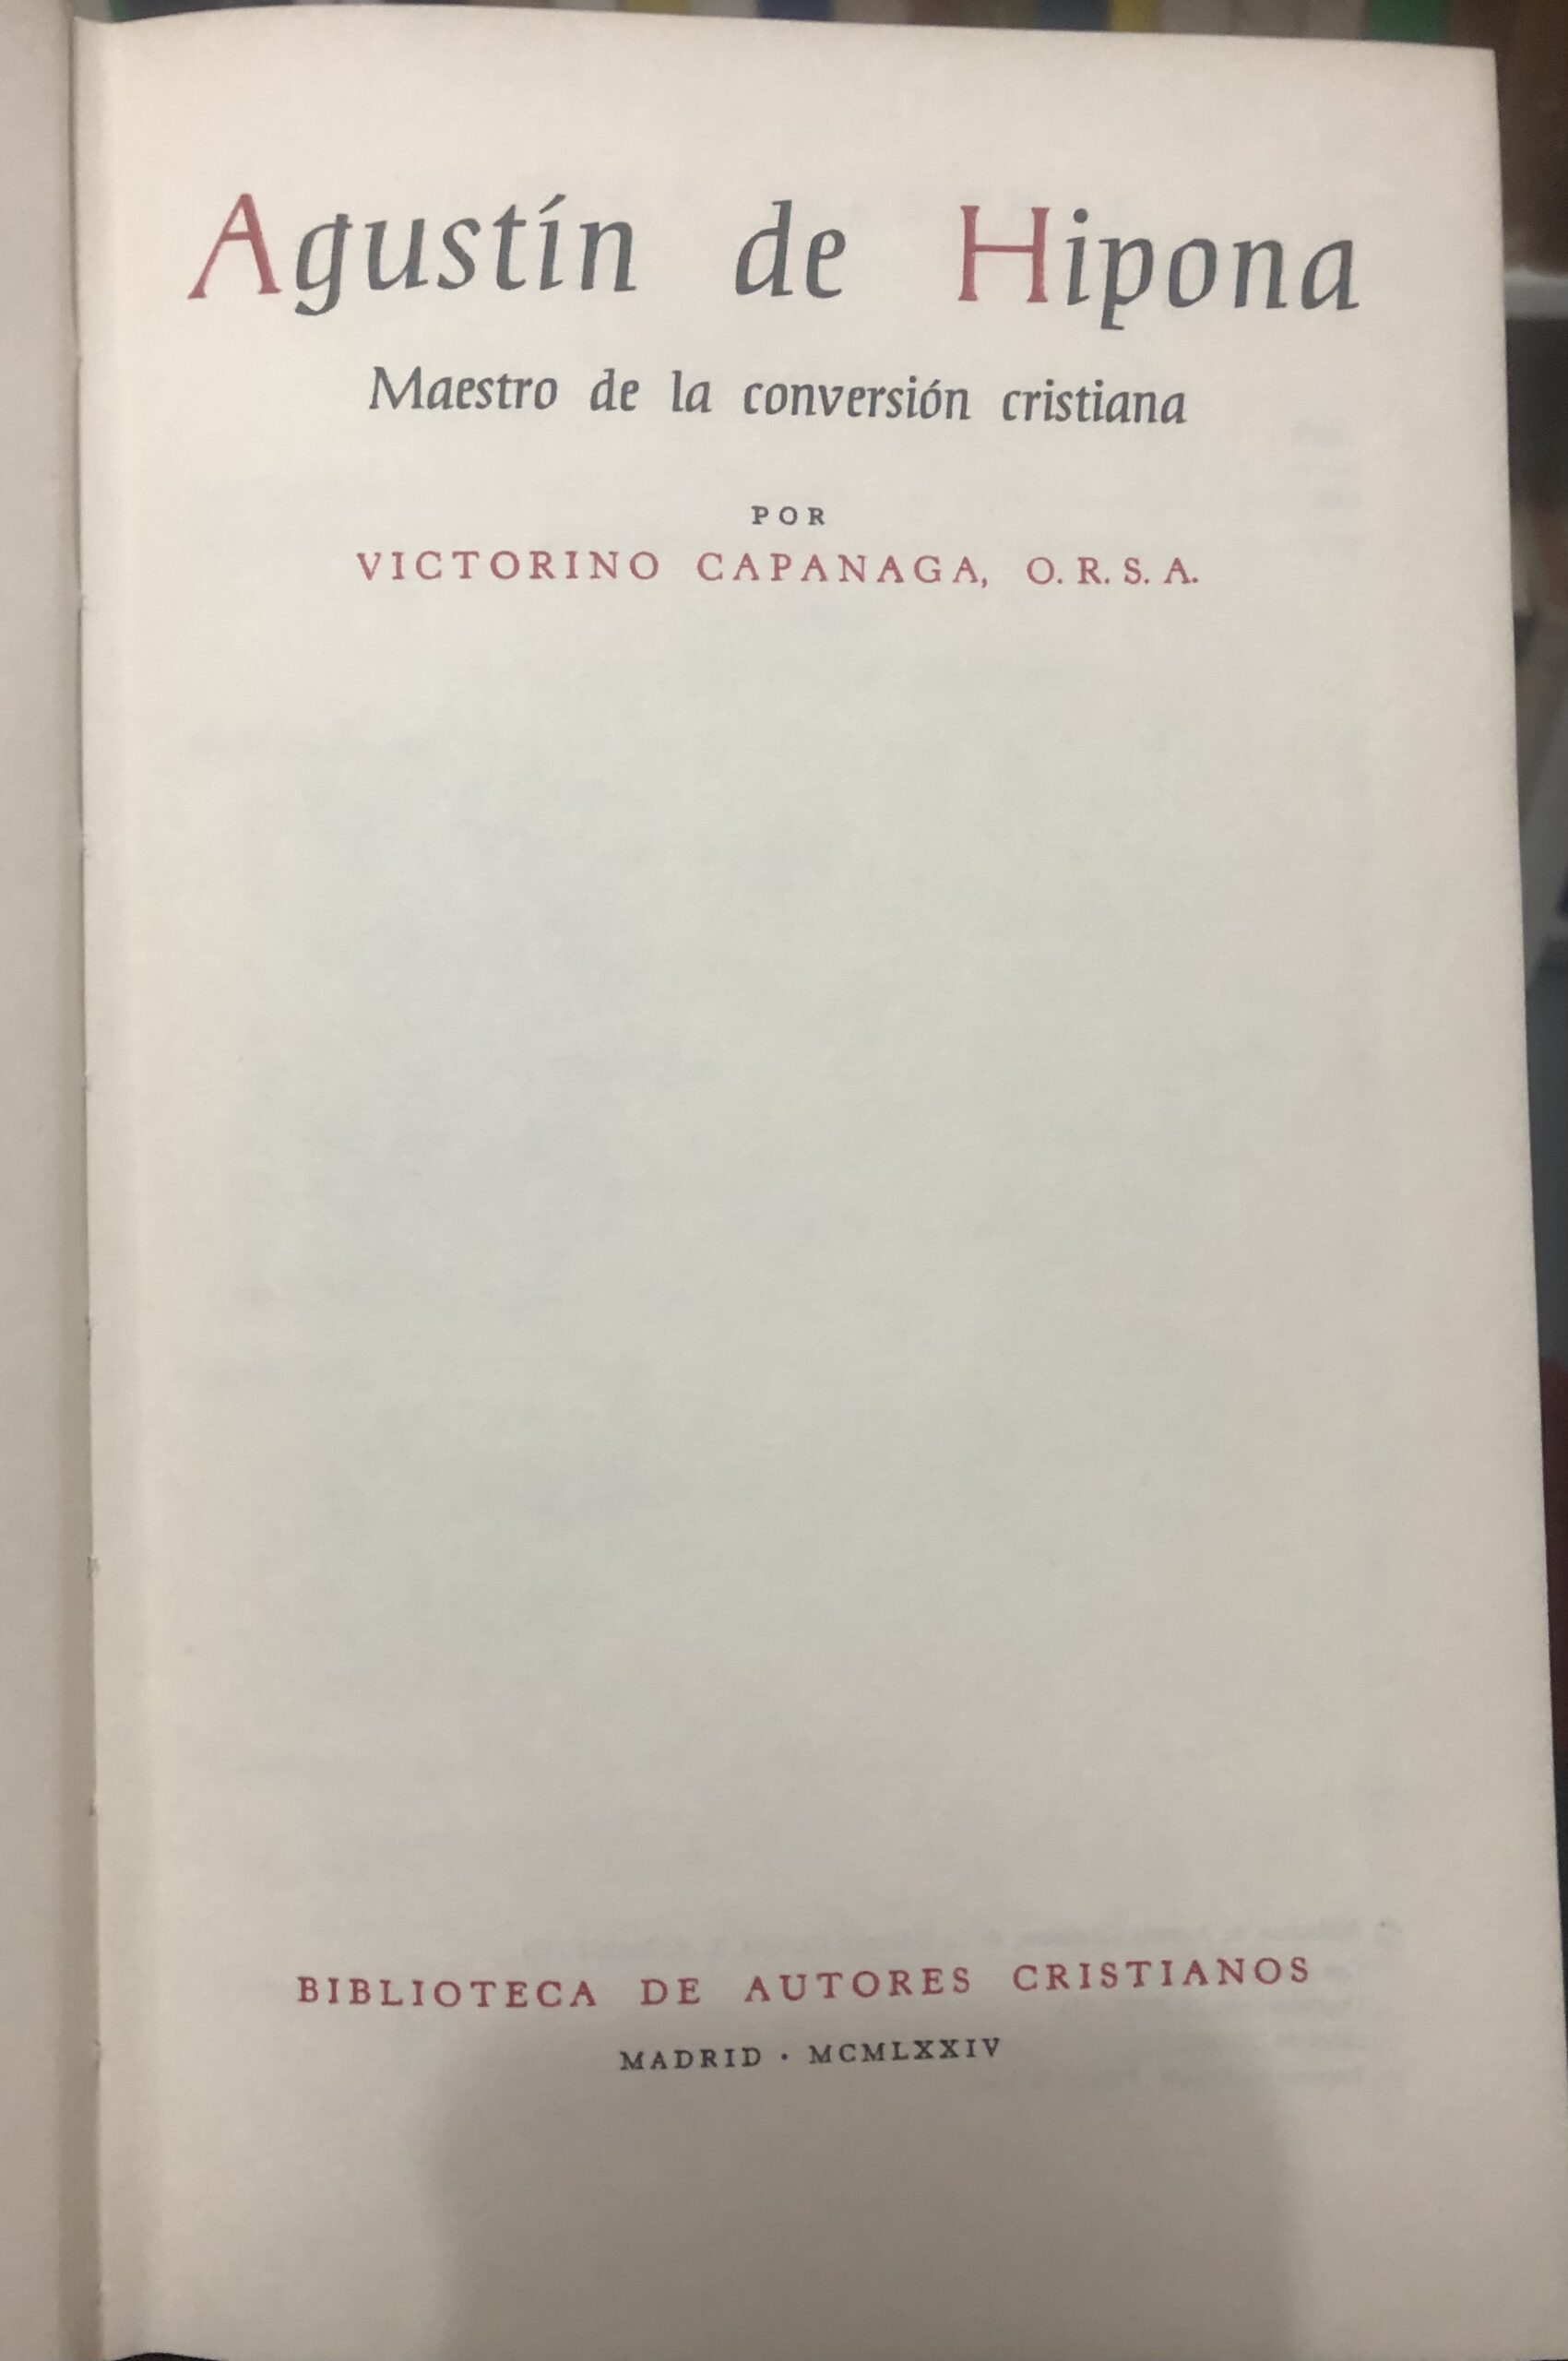 Agustín de Hipona
Maestro de la conversión cristiana
POR
VICTORINO CAPANAGA, O. R. S. A.
BIBLIOTECA DE AUTORES CRISTIANOS
MADRID · MCMLXXIV